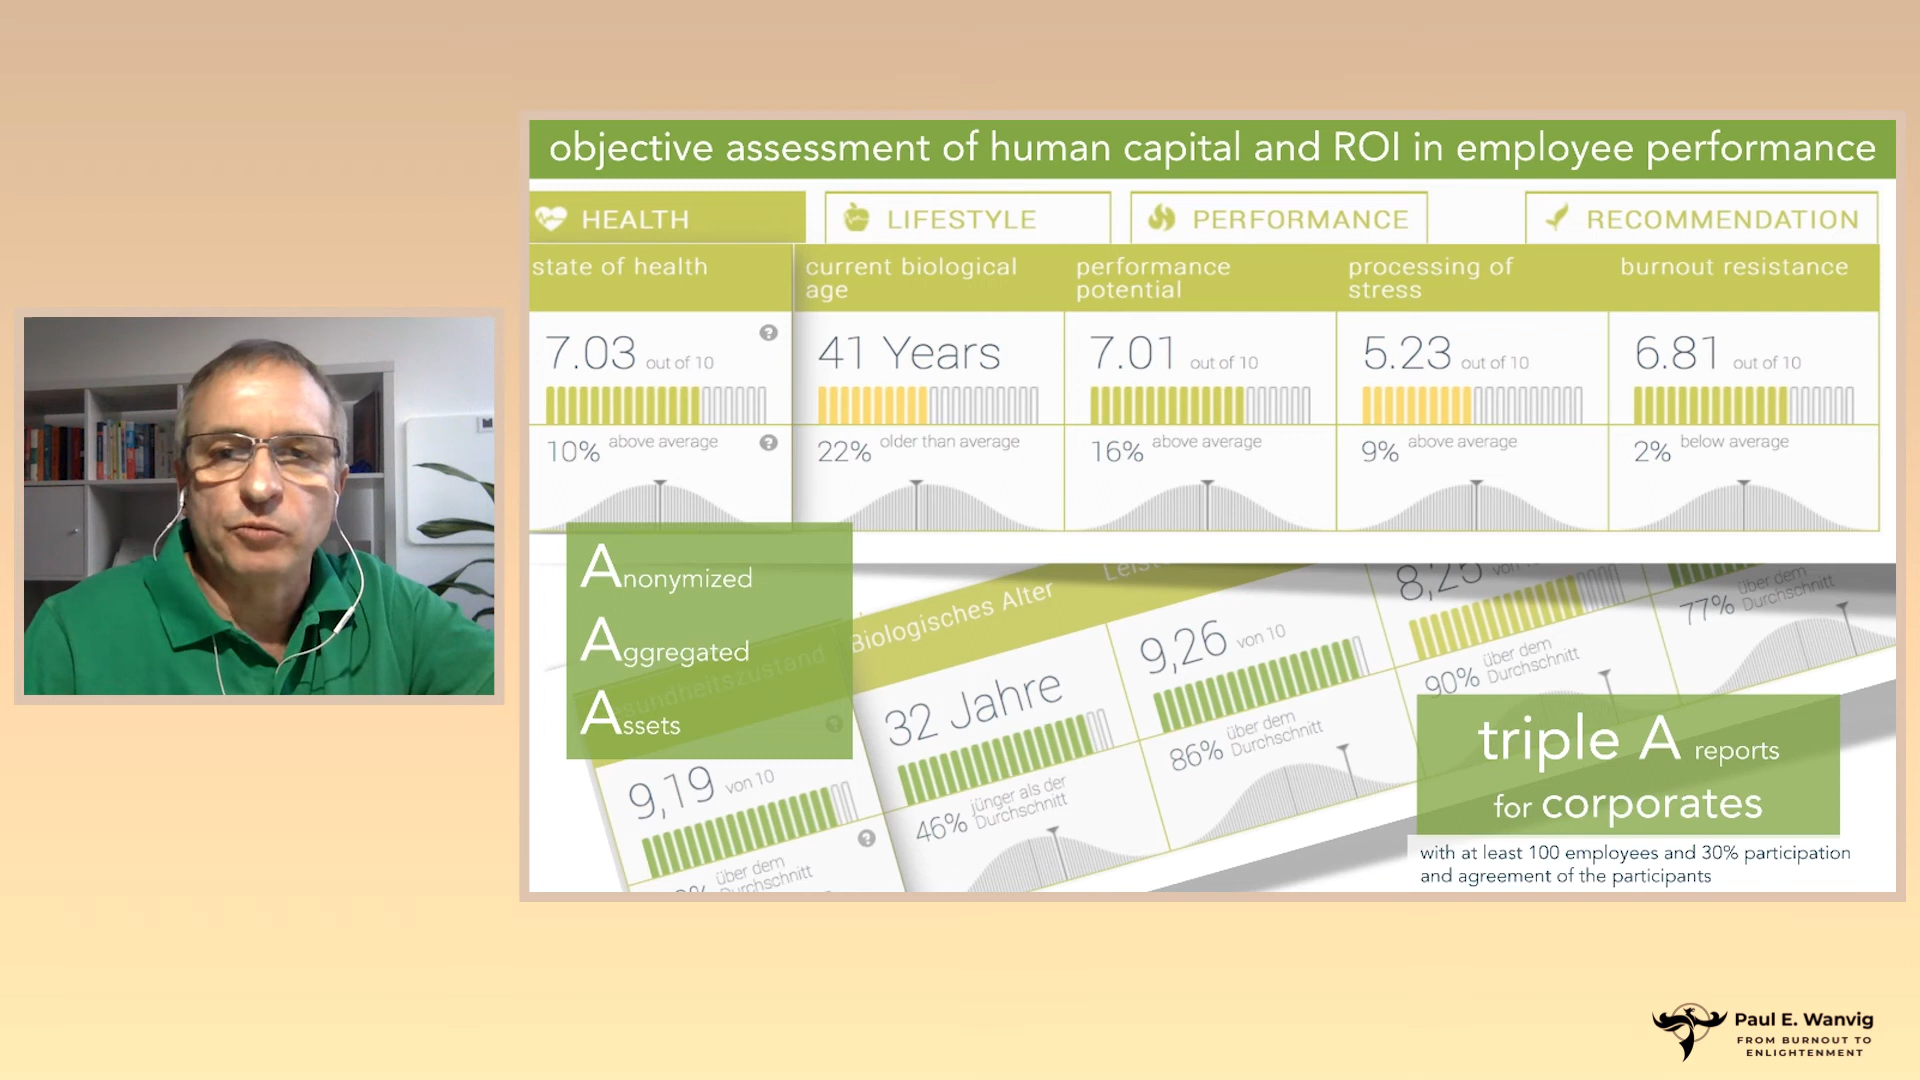 objective assessment of human capital and ROI in employee performance
HEALTH
LIFESTYLE
PERFORMANCE
RECOMMENDATION
state of health
current biological
age
performance
potential
processing of
stress
burnout resistance
7.03 out of 10
?
41 Years
7.01 out of 10
5.23 out of 10
6.81 out of 10
10% above average
?
22% older than average
16% above average
9% above average
2% below average
Anonymized
Aggregated
Assets
Biologisches Alter
9,19 von 10
?
über dem
Durchschnitt
32 Jahre
46% jünger als der
Durchschnitt
9,26 von 10
86% über dem
Durchschnitt
8,25 von
90% über dem
Durchschnitt
77% über dem
Durchschnitt
triple A reports
for corporates
with at least 100 employees and 30% participation
and agreement of the participants
Paul E. Wanvig
FROM BURNOUT TO
ENLIGHTENMENT